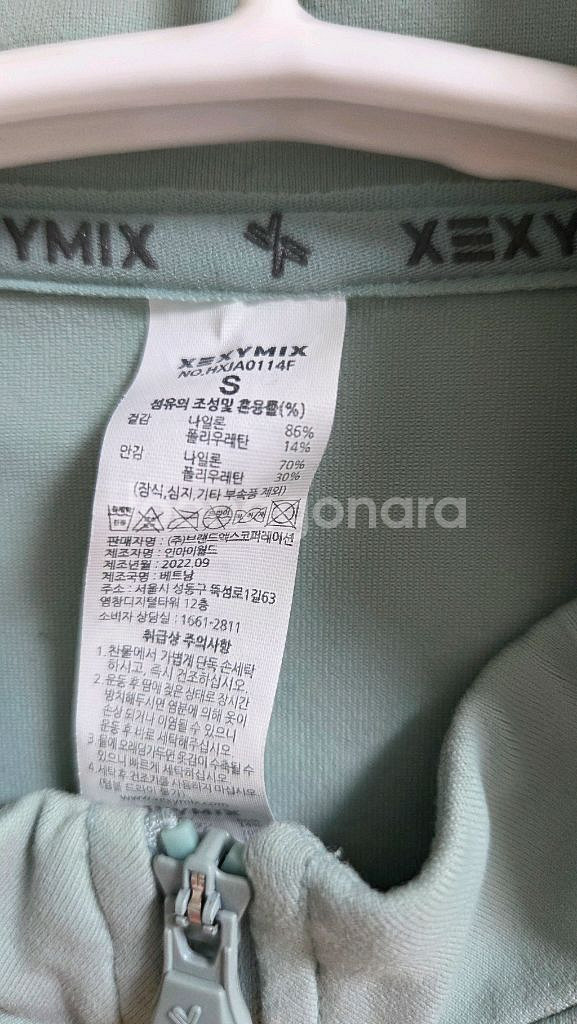 YMIX XEXY
XEXYMIX
NO.HXJA0114F
S
섬유의 조성및 혼용률(%)
겉감 나일론 86%
폴리우레탄 14%
안감 나일론 70%
폴리우레탄 30%
(장식,심지,기타 부속품 제외)
onara
판매자명 : (주)브랜드엑스코퍼레이션
제조자명 : 인아이월드
제조년월 : 2022.09
제조국명 : 베트남
주소 : 서울시 성동구 뚝섬로1길63
영창디지털타워 12층
소비자 상담실 : 1661-2811
취급상 주의사항
1. 찬물에서 가볍게 단독 손세탁
하시고, 즉시 건조하십시오.
2. 운동 후 땀에 젖은 상태로 장시간
방치해두시면 염분에 의해 옷이
손상 되거나 이염될 수 있으니
운동 후 바로 세탁해주십시오.
3. 물에 오래담가두면 옷감이 수축될 수
있으니 빠르게 세탁하십시오.
4. 세탁 후 건조기를 사용하지 마십시오.
(텀블 드라이 불가)
www.xexymix.com